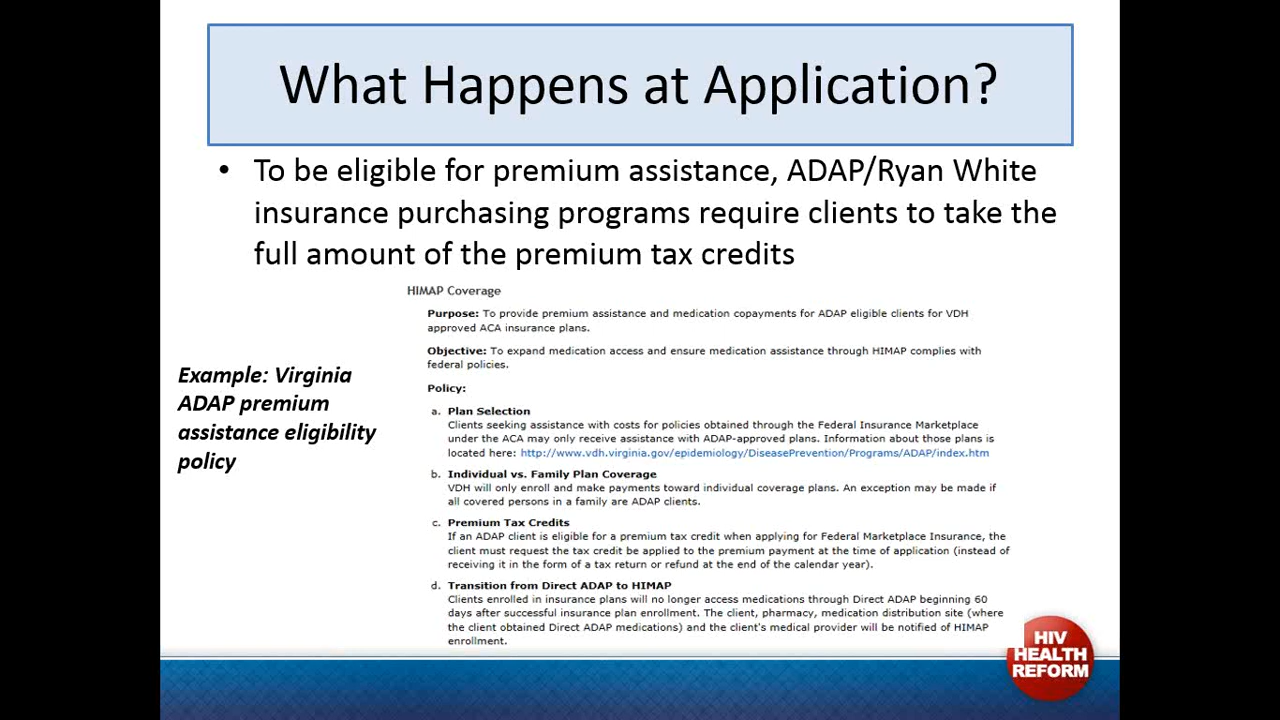 What Happens at Application?
• To be eligible for premium assistance, ADAP/Ryan White
insurance purchasing programs require clients to take the
full amount of the premium tax credits
Example: Virginia
ADAP premium
assistance eligibility
policy
HIMAP Coverage
Purpose: To provide premium assistance and medication copayments for ADAP eligible clients for VDH
approved ACA insurance plans.
Objective: To expand medication access and ensure medication assistance through HIMAP complies with
federal policies.
Policy:
a. Plan Selection
Clients seeking assistance with costs for policies obtained through the Federal Insurance Marketplace
under the ACA may only receive assistance with ADAP-approved plans. Information about those plans is
located here: http://www.vdh.virginia.gov/epidemiology/DiseasePrevention/Programs/ADAP/index.htm
b. Individual vs. Family Plan Coverage
VDH will only enroll and make payments toward individual coverage plans. An exception may be made if
all covered persons in a family are ADAP clients.
c. Premium Tax Credits
If an ADAP client is eligible for a premium tax credit when applying for Federal Marketplace Insurance, the
client must request the tax credit be applied to the premium payment at the time of application (instead of
receiving it in the form of a tax return or refund at the end of the calendar year).
d. Transition from Direct ADAP to HIMAP
Clients enrolled in insurance plans will no longer access medications through Direct ADAP beginning 60
days after successful insurance plan enrollment. The client, pharmacy, medication distribution site (where
the client obtained Direct ADAP medications) and the client's medical provider will be notified of HIMAP
enrollment.
HIV
HEALTH
REFORM